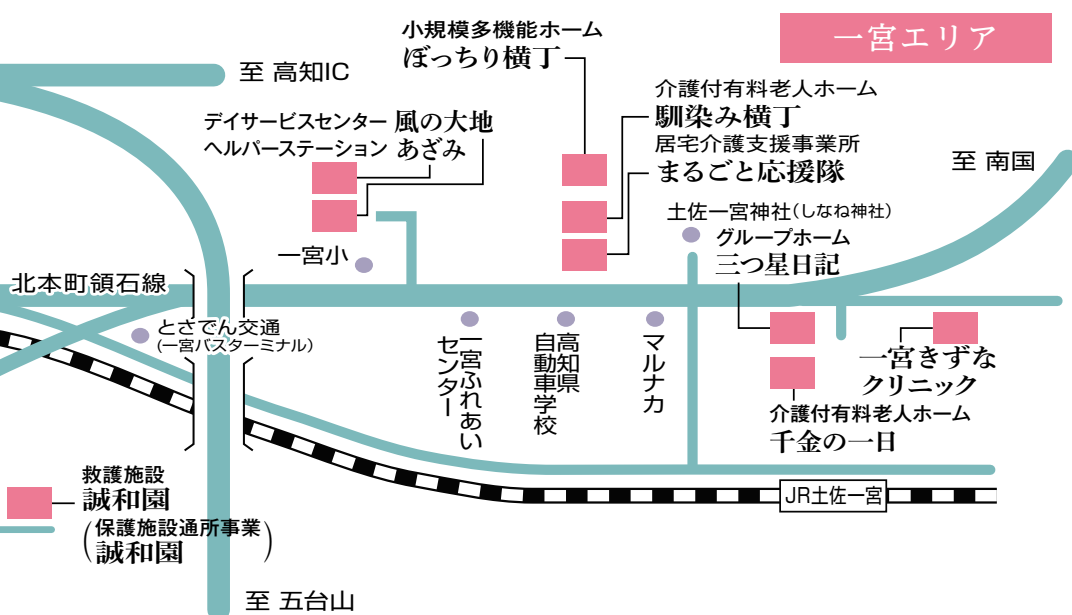 一宮エリア
小規模多機能ホーム
ぼっちり横丁
至 高知IC
介護付有料老人ホーム
馴染み横丁
居宅介護支援事業所
まるごと応援隊
デイサービスセンター 風の大地
ヘルパーステーション あざみ
至 南国
土佐一宮神社(しなね神社)
グループホーム
三つ星日記
一宮小
北本町領石線
とさでん交通
(一宮バスターミナル)
一宮ふれあい
センター
高知県
自動車学校
マルナカ
一宮きずな
クリニック
介護付有料老人ホーム
千金の一日
救護施設
誠和園
(保護施設通所事業
誠和園)
JR土佐一宮
至 五台山